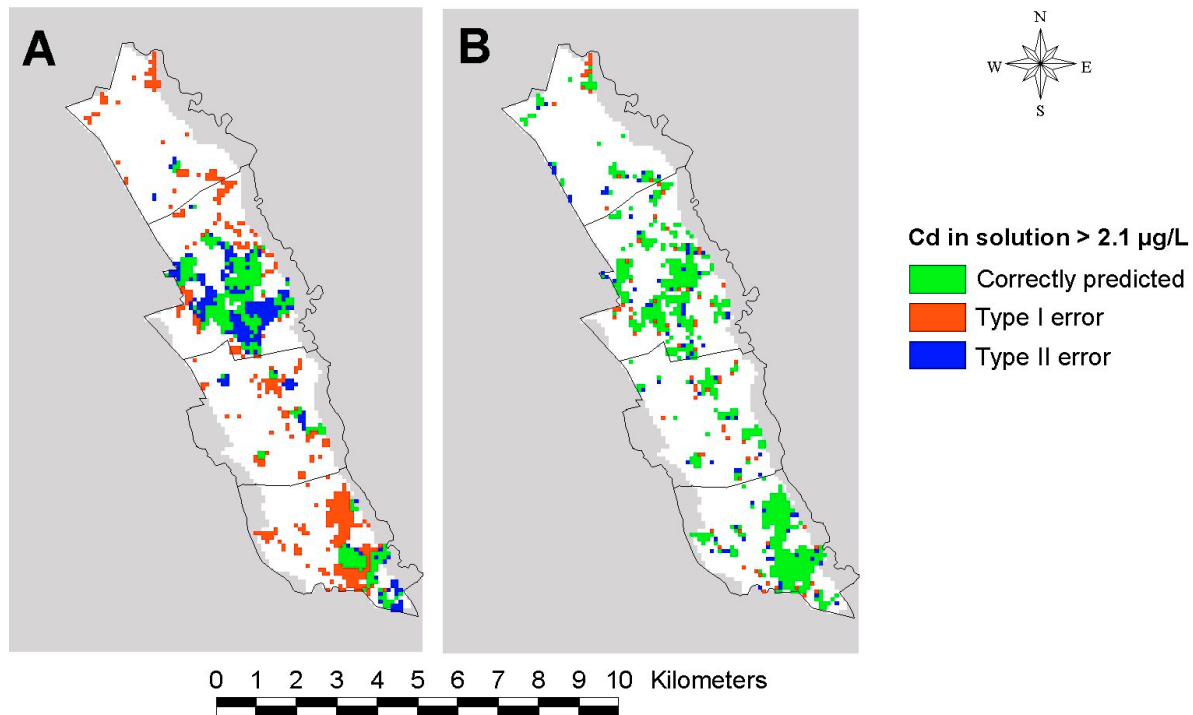 A
B
N
W E
S
Cd in solution > 2.1 µg/L
Correctly predicted
Type I error
Type II error
0 1 2 3 4 5 6 7 8 9 10 Kilometers